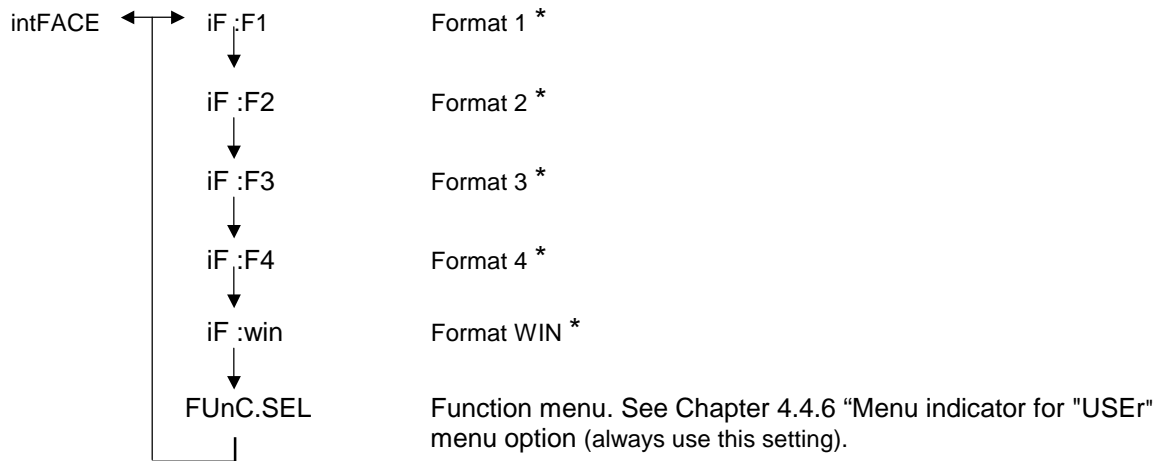 intFACE iF :F1 Format 1 *
iF :F2 Format 2 *
iF :F3 Format 3 *
iF :F4 Format 4 *
iF :win Format WIN *
FUnC.SEL Function menu. See Chapter 4.4.6 “Menu indicator for "USEr"
menu option (always use this setting).